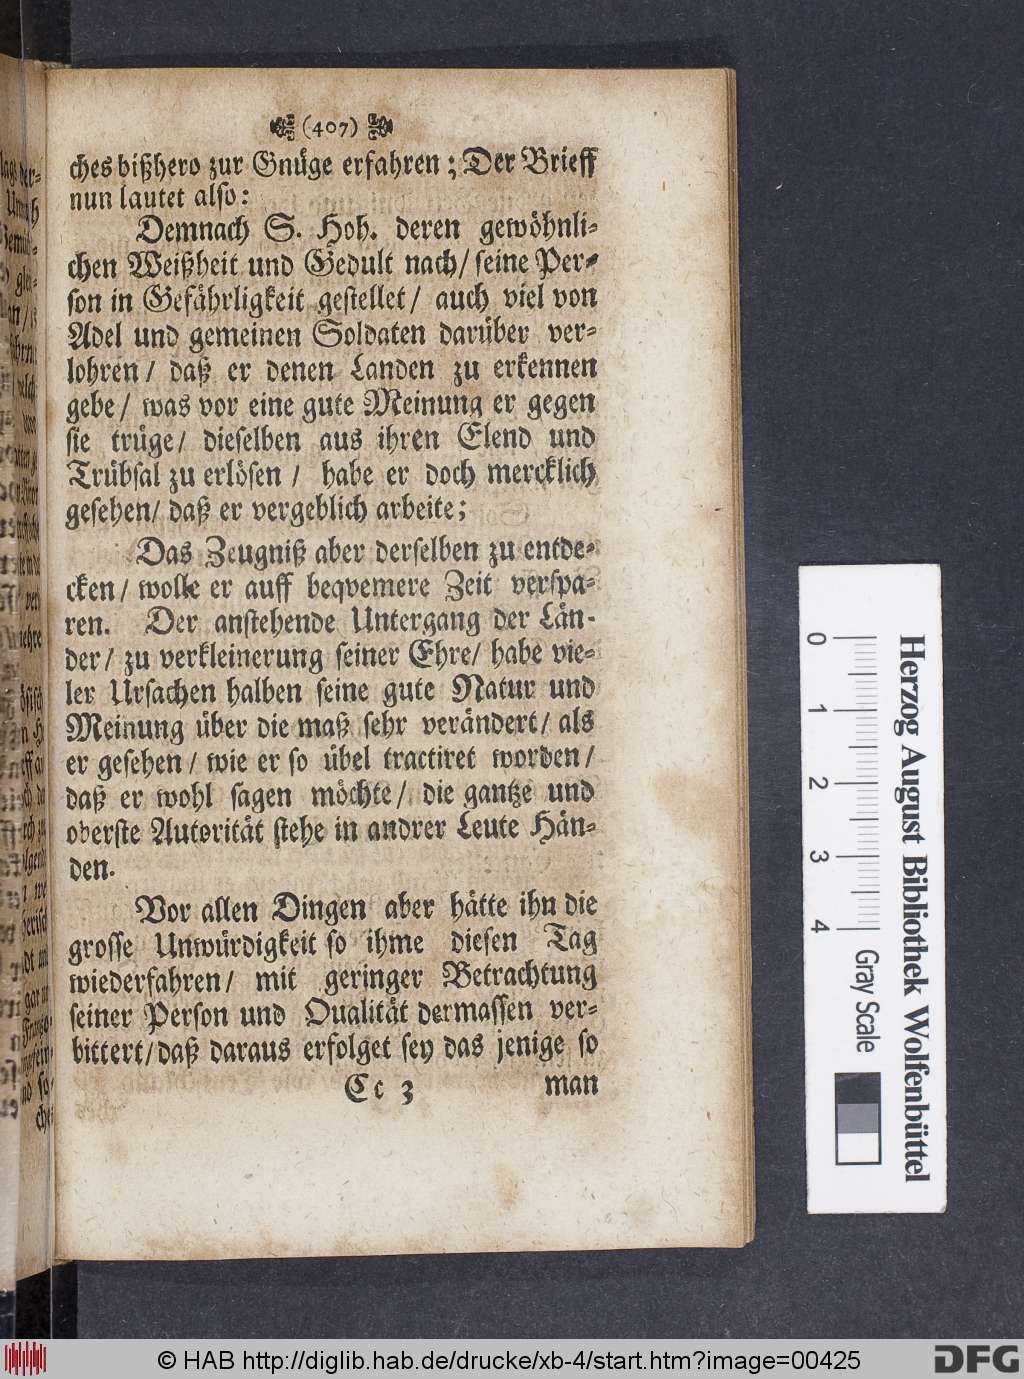 (407)
ches bißhero zur Gnüge erfahren; Der Brieff
nun lautet also:
Demnach S. Hoh. deren gewöhnli-
chen Weißheit und Gedult nach/ seine Per-
son in Gefährligkeit gestellet/ auch viel von
Adel und gemeinen Soldaten darüber ver-
lohren/ daß er denen Landen zu erkennen
gebe/ was vor eine gute Meinung er gegen
sie trüge/ dieselben aus ihren Elend und
Trübsal zu erlösen / habe er doch mercklich
gesehen/ daß er vergeblich arbeite;
Das Zeugniß aber derselben zu entde-
cken/ wolle er auff beqvemere Zeit verspa-
ren. Der anstehende Untergang der Län-
der/ zu verkleinerung seiner Ehre/ habe vie-
ler Ursachen halben seine gute Natur und
Meinung über die maß sehr verändert/ als
er gesehen/ wie er so übel tractiret worden/
daß er wohl sagen möchte/ die gantze und
oberste Autorität stehe in andrer Leute Hän-
den.
Vor allen Dingen aber hätte ihn die
grosse Unwürdigkeit so ihme diesen Tag
wiederfahren/ mit geringer Betrachtung
seiner Person und Qualität dermassen ver-
bittert/ daß daraus erfolget sey das jenige so
Cc 3 man
0 1 2 3 4
Gray Scale
Herzog August Bibliothek Wolfenbüttel
© HAB http://diglib.hab.de/drucke/xb-4/start.htm?image=00425
DFG